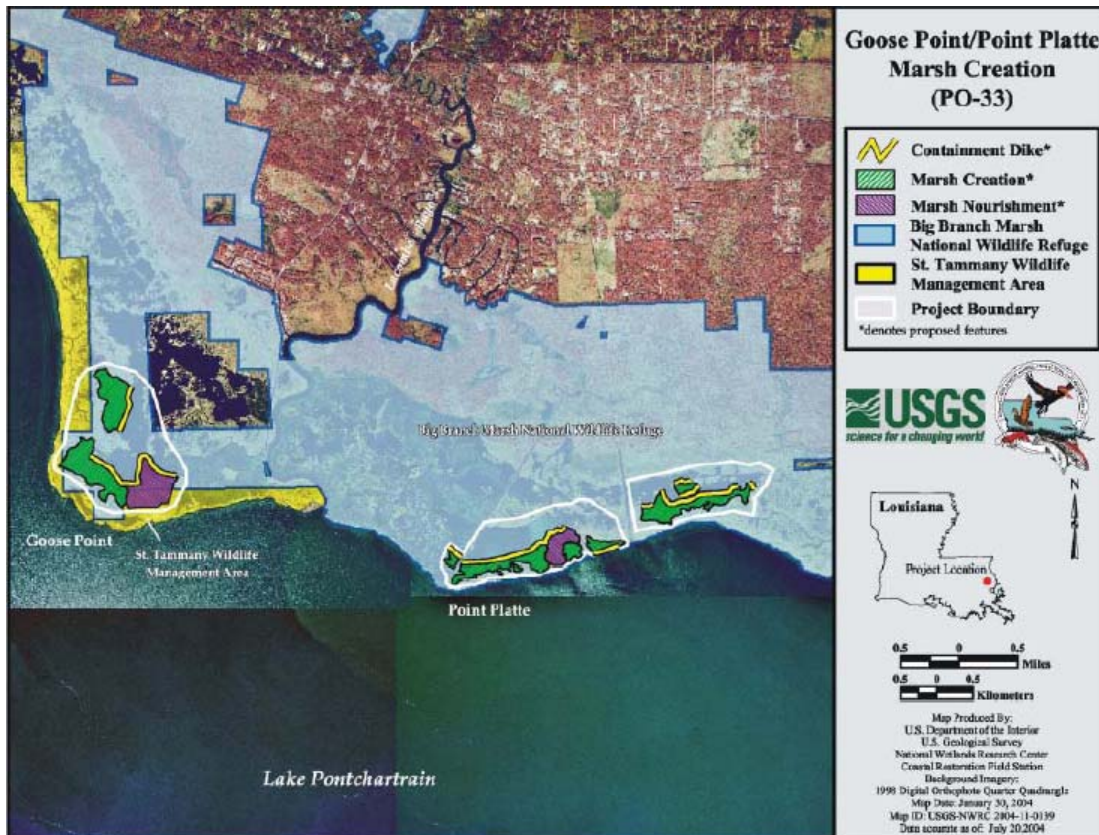 Goose Point/Point Platte
Marsh Creation
(PO-33)
Containment Dike*
Marsh Creation*
Marsh Nourishment*
Big Branch Marsh
National Wildlife Refuge
St. Tammany Wildlife
Management Area
Project Boundary
*denotes proposed features
USGS
science for a changing world
N
Louisiana
Project Location
0.5 0 0.5
Miles
0.5 0 0.5
Kilometers
Map Produced By:
U.S. Department of the Interior
U.S. Geological Survey
National Wetlands Research Center
Coastal Restoration Field Station
Background Imagery:
1998 Digital Orthophoto Quarter Quadrangle
Map Date: January 30, 2004
Map ID: USGS-NWRC 2004-11-0139
Data accurate as of: July 20,2004
Big Branch Marsh National Wildlife Refuge
Goose Point
St. Tammany Wildlife
Management Area
Point Platte
Lake Pontchartrain